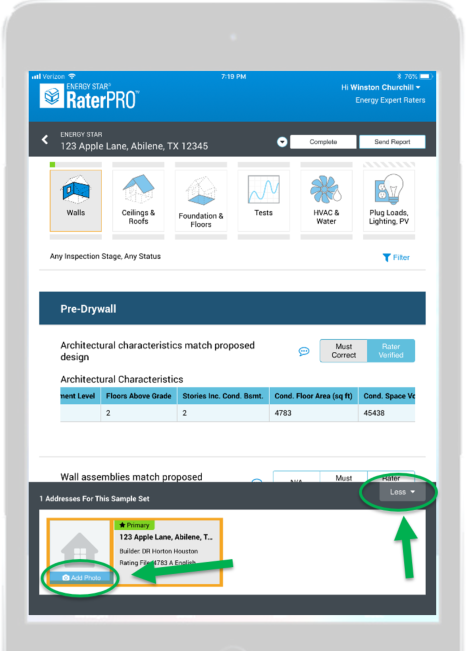 Verizon 7:19 PM 76%
ENERGY STAR®
RaterPRO™
Hi Winston Churchill
Energy Expert Raters
ENERGY STAR
123 Apple Lane, Abilene, TX 12345
Complete
Send Report
Walls
Ceilings &
Roofs
Foundation &
Floors
Tests
HVAC &
Water
Plug Loads,
Lighting, PV
Any Inspection Stage, Any Status
Filter
Pre-Drywall
Architectural characteristics match proposed
design
Must
Correct
Rater
Verified
Architectural Characteristics
ment Level Floors Above Grade Stories Inc. Cond. Bsmt. Cond. Floor Area (sq ft) Cond. Space Vo
2 2 4783 45438
Wall assemblies match proposed
N/A
Must
Rater
Less
1 Addresses For This Sample Set
Primary
123 Apple Lane, Abilene, T...
Builder: DR Horton Houston
Rating File: 4783 A English
Add Photo